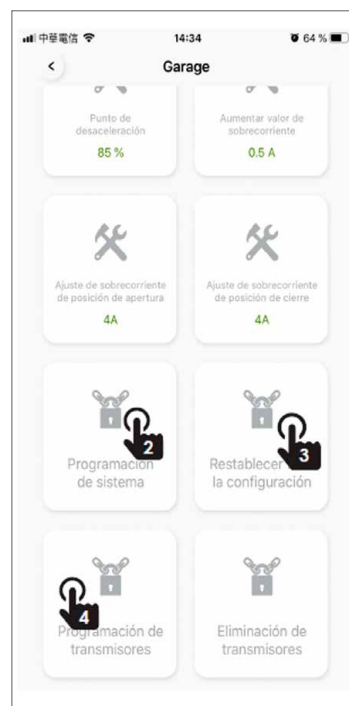 中華電信
14:34
64 %
Garage
Punto de
desaceleración
85 %
Aumentar valor de
sobrecorriente
0.5 A
Ajuste de sobrecorriente
de posición de apertura
4A
Ajuste de sobrecorriente
de posición de cierre
4A
2
Programación
de sistema
3
Restablecer
la configuración
4
Programación de
transmisores
Eliminación de
transmisores